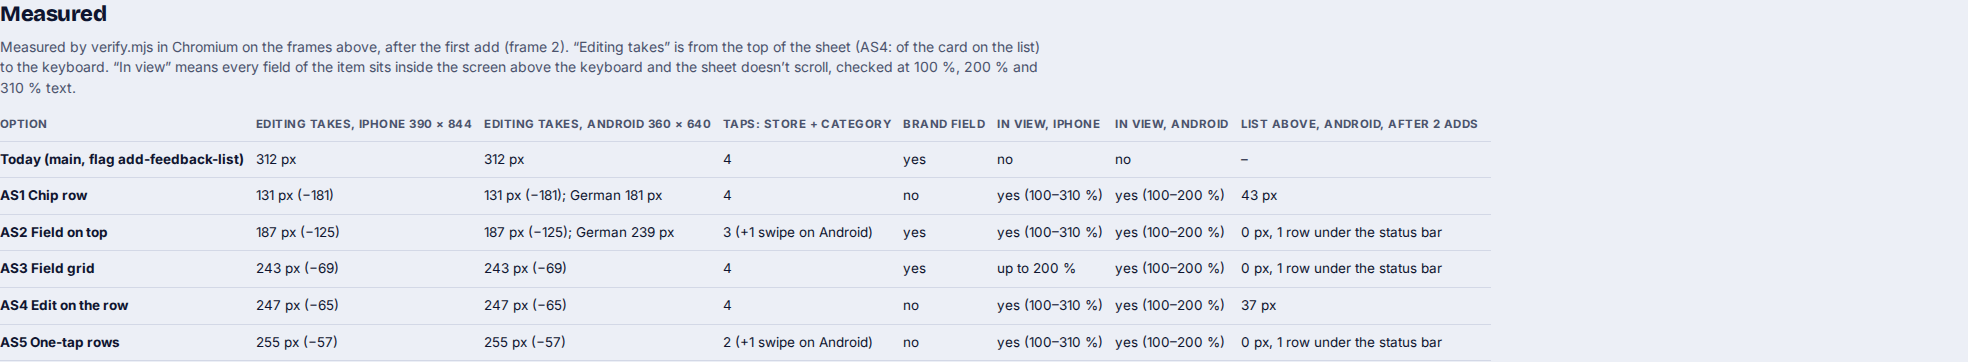 Measured
Measured by verify.mjs in Chromium on the frames above, after the first add (frame 2). “Editing takes” is from the top of the sheet (AS4: of the card on the list)
to the keyboard. “In view” means every field of the item sits inside the screen above the keyboard and the sheet doesn’t scroll, checked at 100 %, 200 % and
310 % text.
OPTION EDITING TAKES, IPHONE 390 × 844 EDITING TAKES, ANDROID 360 × 640 TAPS: STORE + CATEGORY BRAND FIELD IN VIEW, IPHONE IN VIEW, ANDROID LIST ABOVE, ANDROID, AFTER 2 ADDS
Today (main, flag add-feedback-list) 312 px 312 px 4 yes no no –
AS1 Chip row 131 px (−181) 131 px (−181); German 181 px 4 no yes (100–310 %) yes (100–200 %) 43 px
AS2 Field on top 187 px (−125) 187 px (−125); German 239 px 3 (+1 swipe on Android) yes yes (100–310 %) yes (100–200 %) 0 px, 1 row under the status bar
AS3 Field grid 243 px (−69) 243 px (−69) 4 yes up to 200 % yes (100–200 %) 0 px, 1 row under the status bar
AS4 Edit on the row 247 px (−65) 247 px (−65) 4 no yes (100–310 %) yes (100–200 %) 37 px
AS5 One-tap rows 255 px (−57) 255 px (−57) 2 (+1 swipe on Android) no yes (100–310 %) yes (100–200 %) 0 px, 1 row under the status bar